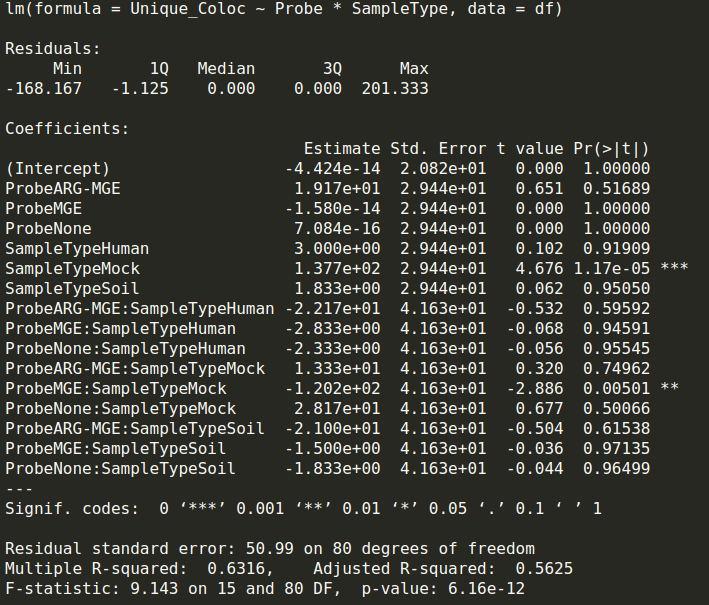 lm(formula = Unique_Coloc ~ Probe * SampleType, data = df)

Residuals:
     Min       1Q   Median       3Q      Max
-168.167   -1.125    0.000    0.000  201.333

Coefficients:
                              Estimate Std. Error t value Pr(>|t|)
(Intercept)                 -4.424e-14  2.082e+01   0.000  1.00000
ProbeARG-MGE                 1.917e+01  2.944e+01   0.651  0.51689
ProbeMGE                    -1.580e-14  2.944e+01   0.000  1.00000
ProbeNone                    7.084e-16  2.944e+01   0.000  1.00000
SampleTypeHuman              3.000e+00  2.944e+01   0.102  0.91909
SampleTypeMock               1.377e+02  2.944e+01   4.676 1.17e-05 ***
SampleTypeSoil               1.833e+00  2.944e+01   0.062  0.95050
ProbeARG-MGE:SampleTypeHuman -2.217e+01  4.163e+01  -0.532  0.59592
ProbeMGE:SampleTypeHuman    -2.833e+00  4.163e+01  -0.068  0.94591
ProbeNone:SampleTypeHuman   -2.333e+00  4.163e+01  -0.056  0.95545
ProbeARG-MGE:SampleTypeMock  1.333e+01  4.163e+01   0.320  0.74962
ProbeMGE:SampleTypeMock     -1.202e+02  4.163e+01  -2.886  0.00501 **
ProbeNone:SampleTypeMock     2.817e+01  4.163e+01   0.677  0.50066
ProbeARG-MGE:SampleTypeSoil -2.100e+01  4.163e+01  -0.504  0.61538
ProbeMGE:SampleTypeSoil     -1.500e+00  4.163e+01  -0.036  0.97135
ProbeNone:SampleTypeSoil    -1.833e+00  4.163e+01  -0.044  0.96499
---
Signif. codes:  0 ‘***’ 0.001 ‘**’ 0.01 ‘*’ 0.05 ‘.’ 0.1 ‘ ’ 1

Residual standard error: 50.99 on 80 degrees of freedom
Multiple R-squared:  0.6316,    Adjusted R-squared:  0.5625
F-statistic: 9.143 on 15 and 80 DF,  p-value: 6.16e-12